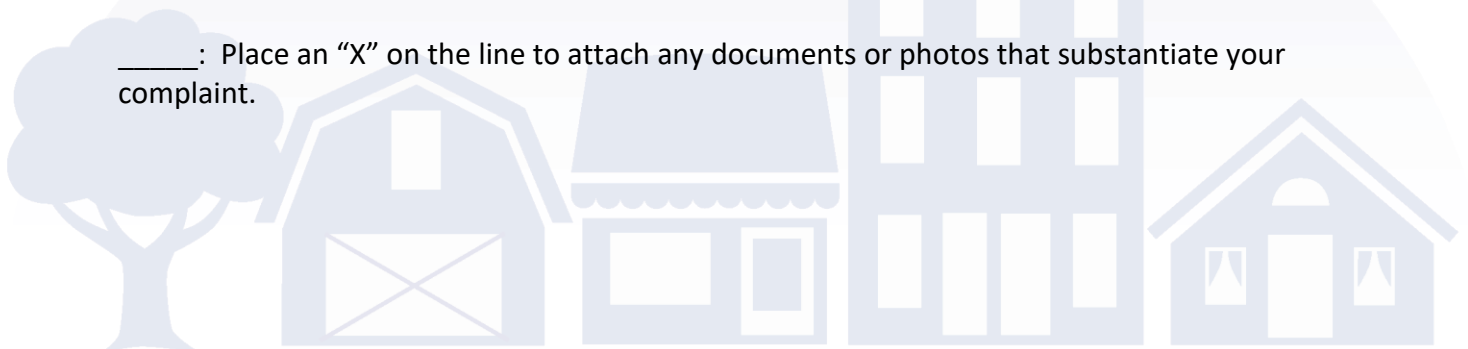 _____: Place an “X” on the line to attach any documents or photos that substantiate your
complaint.